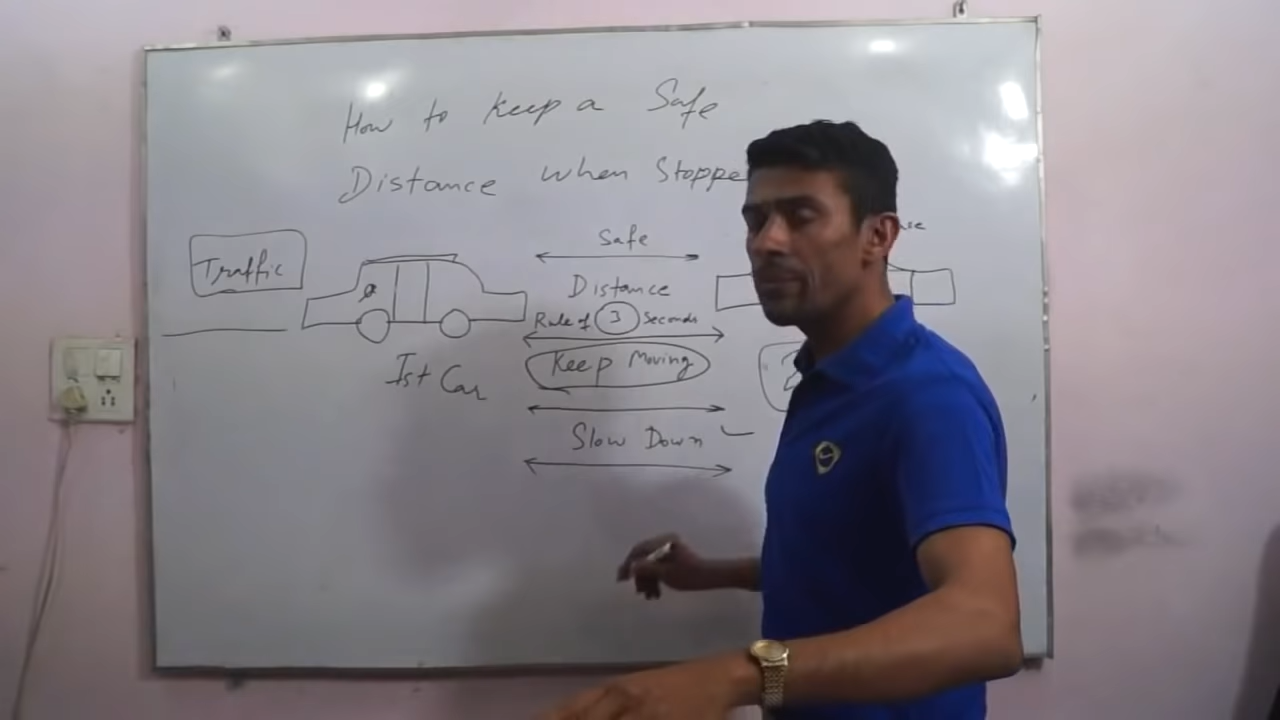 How to Keep a Safe
Distance when Stoppe
Traffic
Safe
Distance
Rule of 3 Seconds
Keep Moving
Ist Car
Slow Down